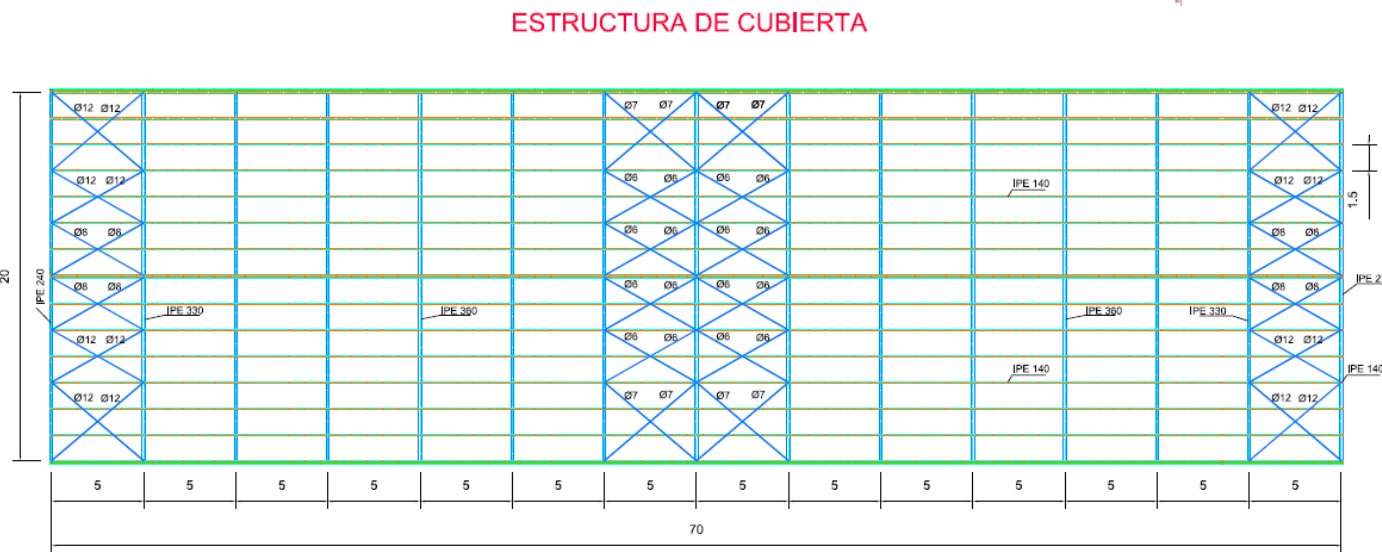 ESTRUCTURA DE CUBIERTA
Ø12 Ø12 Ø7 Ø7 Ø7 Ø7 Ø12 Ø12
Ø12 Ø12 Ø6 Ø6 Ø6 Ø6 IPE 140 Ø12 Ø12
1.5
Ø8 Ø8 Ø6 Ø6 Ø6 Ø6 Ø8 Ø8
20
IPE 240
Ø8 Ø8 Ø6 Ø6 Ø6 Ø6 Ø8 Ø8
IPE 330 IPE 360 IPE 360 IPE 330
Ø12 Ø12 Ø6 Ø6 Ø6 Ø6 Ø12 Ø12
IPE 140 IPE 140
Ø12 Ø12 Ø7 Ø7 Ø7 Ø7 Ø12 Ø12
5 5 5 5 5 5 5 5 5 5 5 5 5 5
70